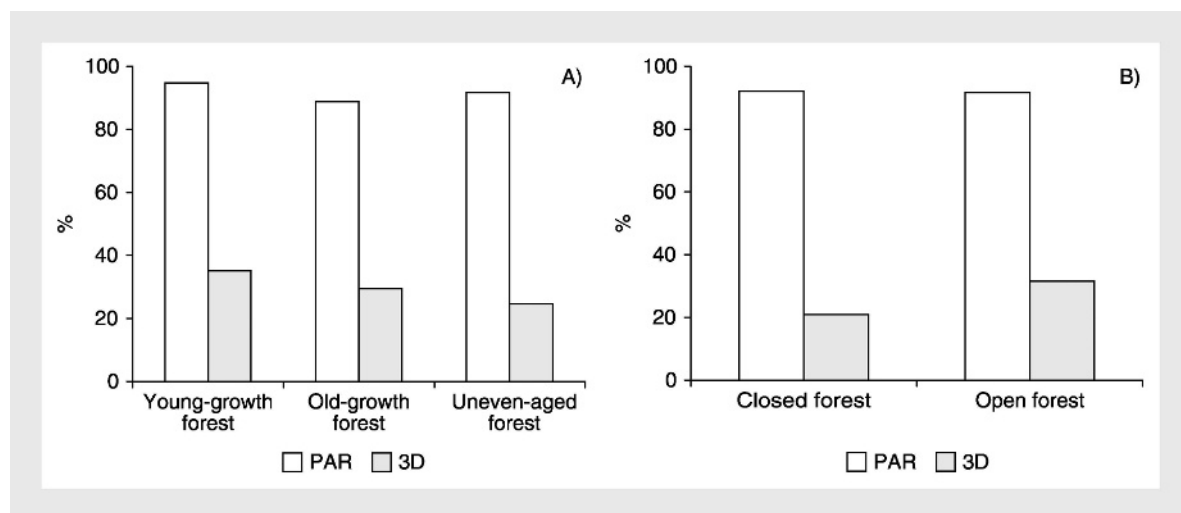 A)
100
80
60
40
20
0
%
Young-growth forest
Old-growth forest
Uneven-aged forest
PAR 3D
B)
100
80
60
40
20
0
%
Closed forest
Open forest
PAR 3D